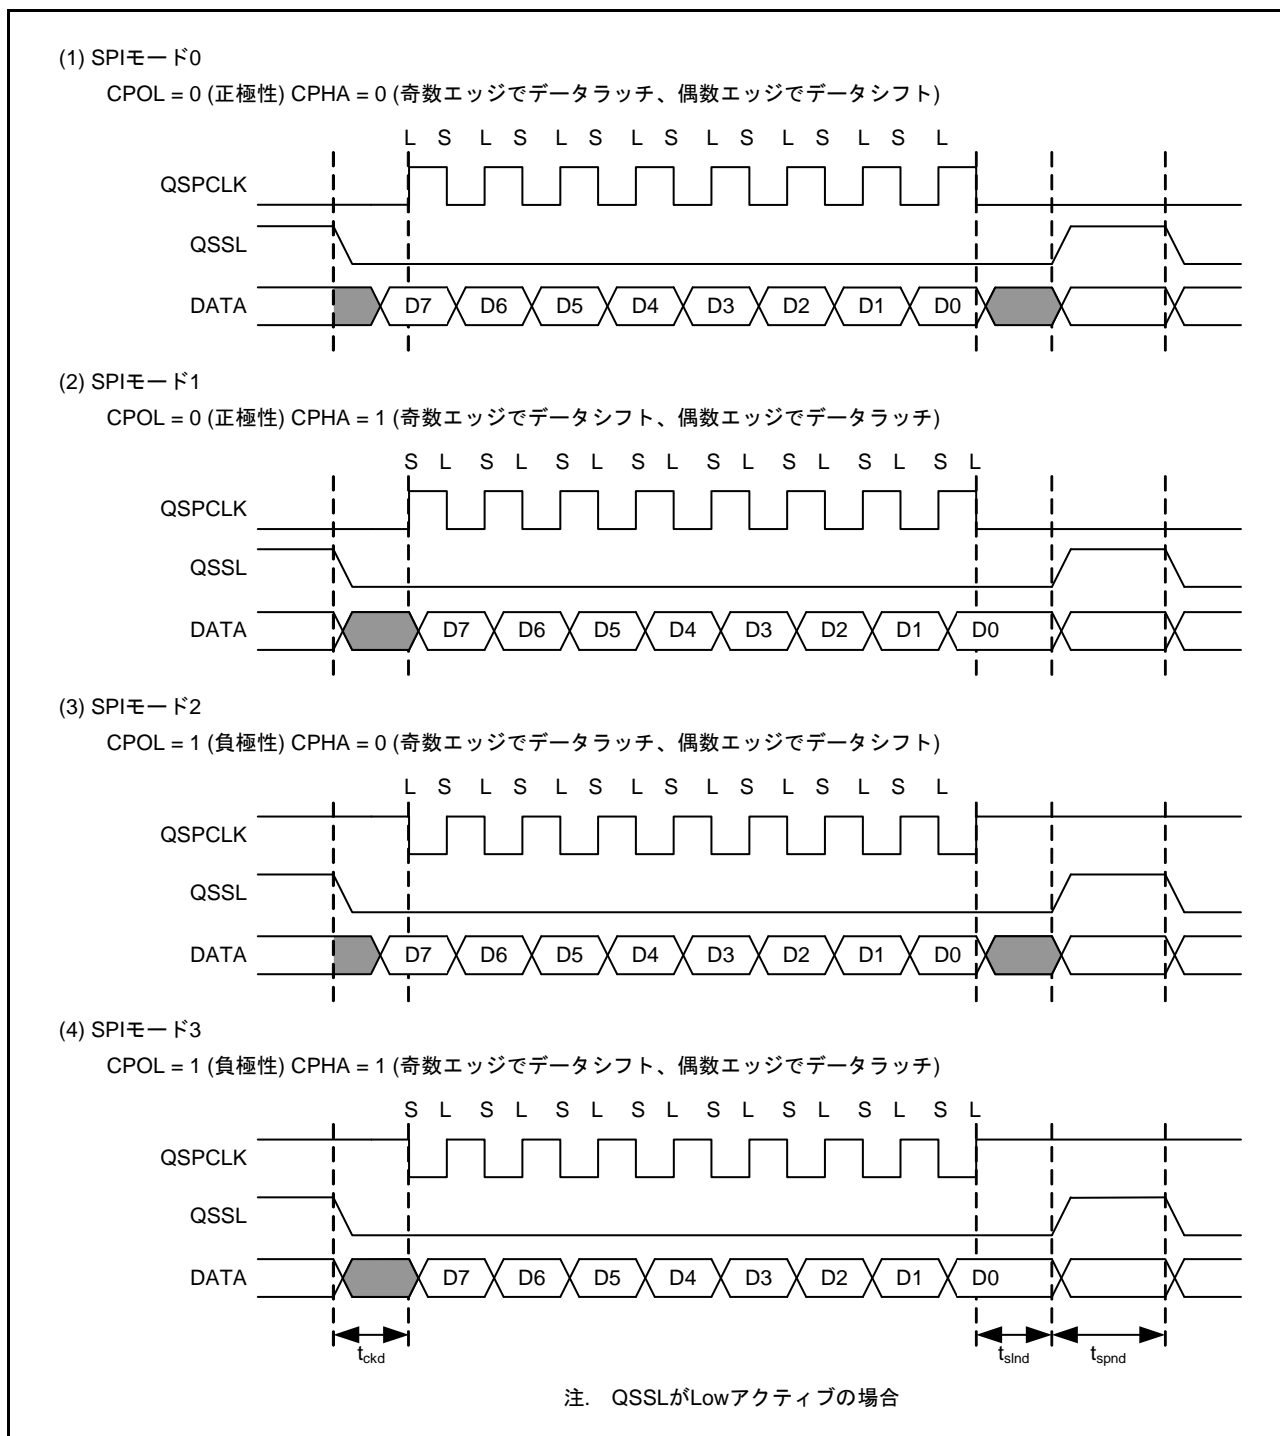 (1) SPIモード0
CPOL = 0 (正極性) CPHA = 0 (奇数エッジでデータラッチ、偶数エッジでデータシフト)
L S L S L S L S L S L S L S L
QSPCLK
QSSL
DATA D7 D6 D5 D4 D3 D2 D1 D0
(2) SPIモード1
CPOL = 0 (正極性) CPHA = 1 (奇数エッジでデータシフト、偶数エッジでデータラッチ)
S L S L S L S L S L S L S L S L
QSPCLK
QSSL
DATA D7 D6 D5 D4 D3 D2 D1 D0
(3) SPIモード2
CPOL = 1 (負極性) CPHA = 0 (奇数エッジでデータラッチ、偶数エッジでデータシフト)
L S L S L S L S L S L S L S L
QSPCLK
QSSL
DATA D7 D6 D5 D4 D3 D2 D1 D0
(4) SPIモード3
CPOL = 1 (負極性) CPHA = 1 (奇数エッジでデータシフト、偶数エッジでデータラッチ)
S L S L S L S L S L S L S L S L
QSPCLK
QSSL
DATA D7 D6 D5 D4 D3 D2 D1 D0
tckd tslnd tspnd
注. QSSLがLowアクティブの場合